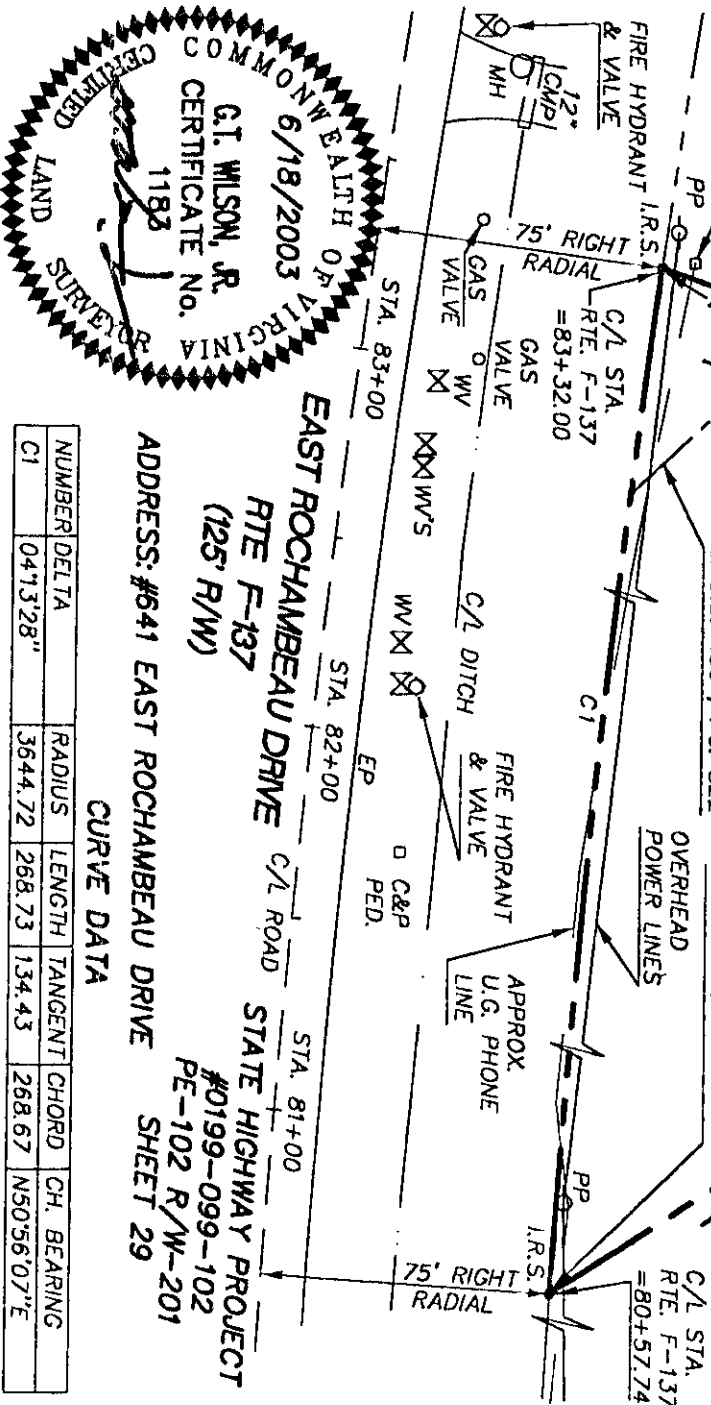 PP
I.R.S.
FIRE HYDRANT
& VALVE
12"
CMP
MH
75' RIGHT
RADIAL
C/L STA.
RTE. F-137
=83+32.00
GAS
VALVE
GAS
VALVE
WV
WV'S
C/L DITCH
WV
FIRE HYDRANT
& VALVE
C1
OVERHEAD
POWER LINES
APPROX.
U.G. PHONE
LINE
C&P
PED.
PP
I.R.S.
C/L STA.
RTE. F-137
=80+57.74
75' RIGHT
RADIAL
STA. 83+00
STA. 82+00
EP
STA. 81+00
EAST ROCHAMBEAU DRIVE
C/L ROAD
RTE F-137
(125' R/W)
STATE HIGHWAY PROJECT
#0199-099-102
PE-102 R/W-201
SHEET 29
ADDRESS: #641 EAST ROCHAMBEAU DRIVE
COMMONWEALTH OF VIRGINIA
6/18/2003
G.T. WILSON, JR.
CERTIFICATE No.
1183
CERTIFIED
LAND SURVEYOR
CURVE DATA
NUMBER DELTA RADIUS LENGTH TANGENT CHORD CH. BEARING
C1 04°13'28" 3644.72 268.73 134.43 268.67 N50°56'07"E